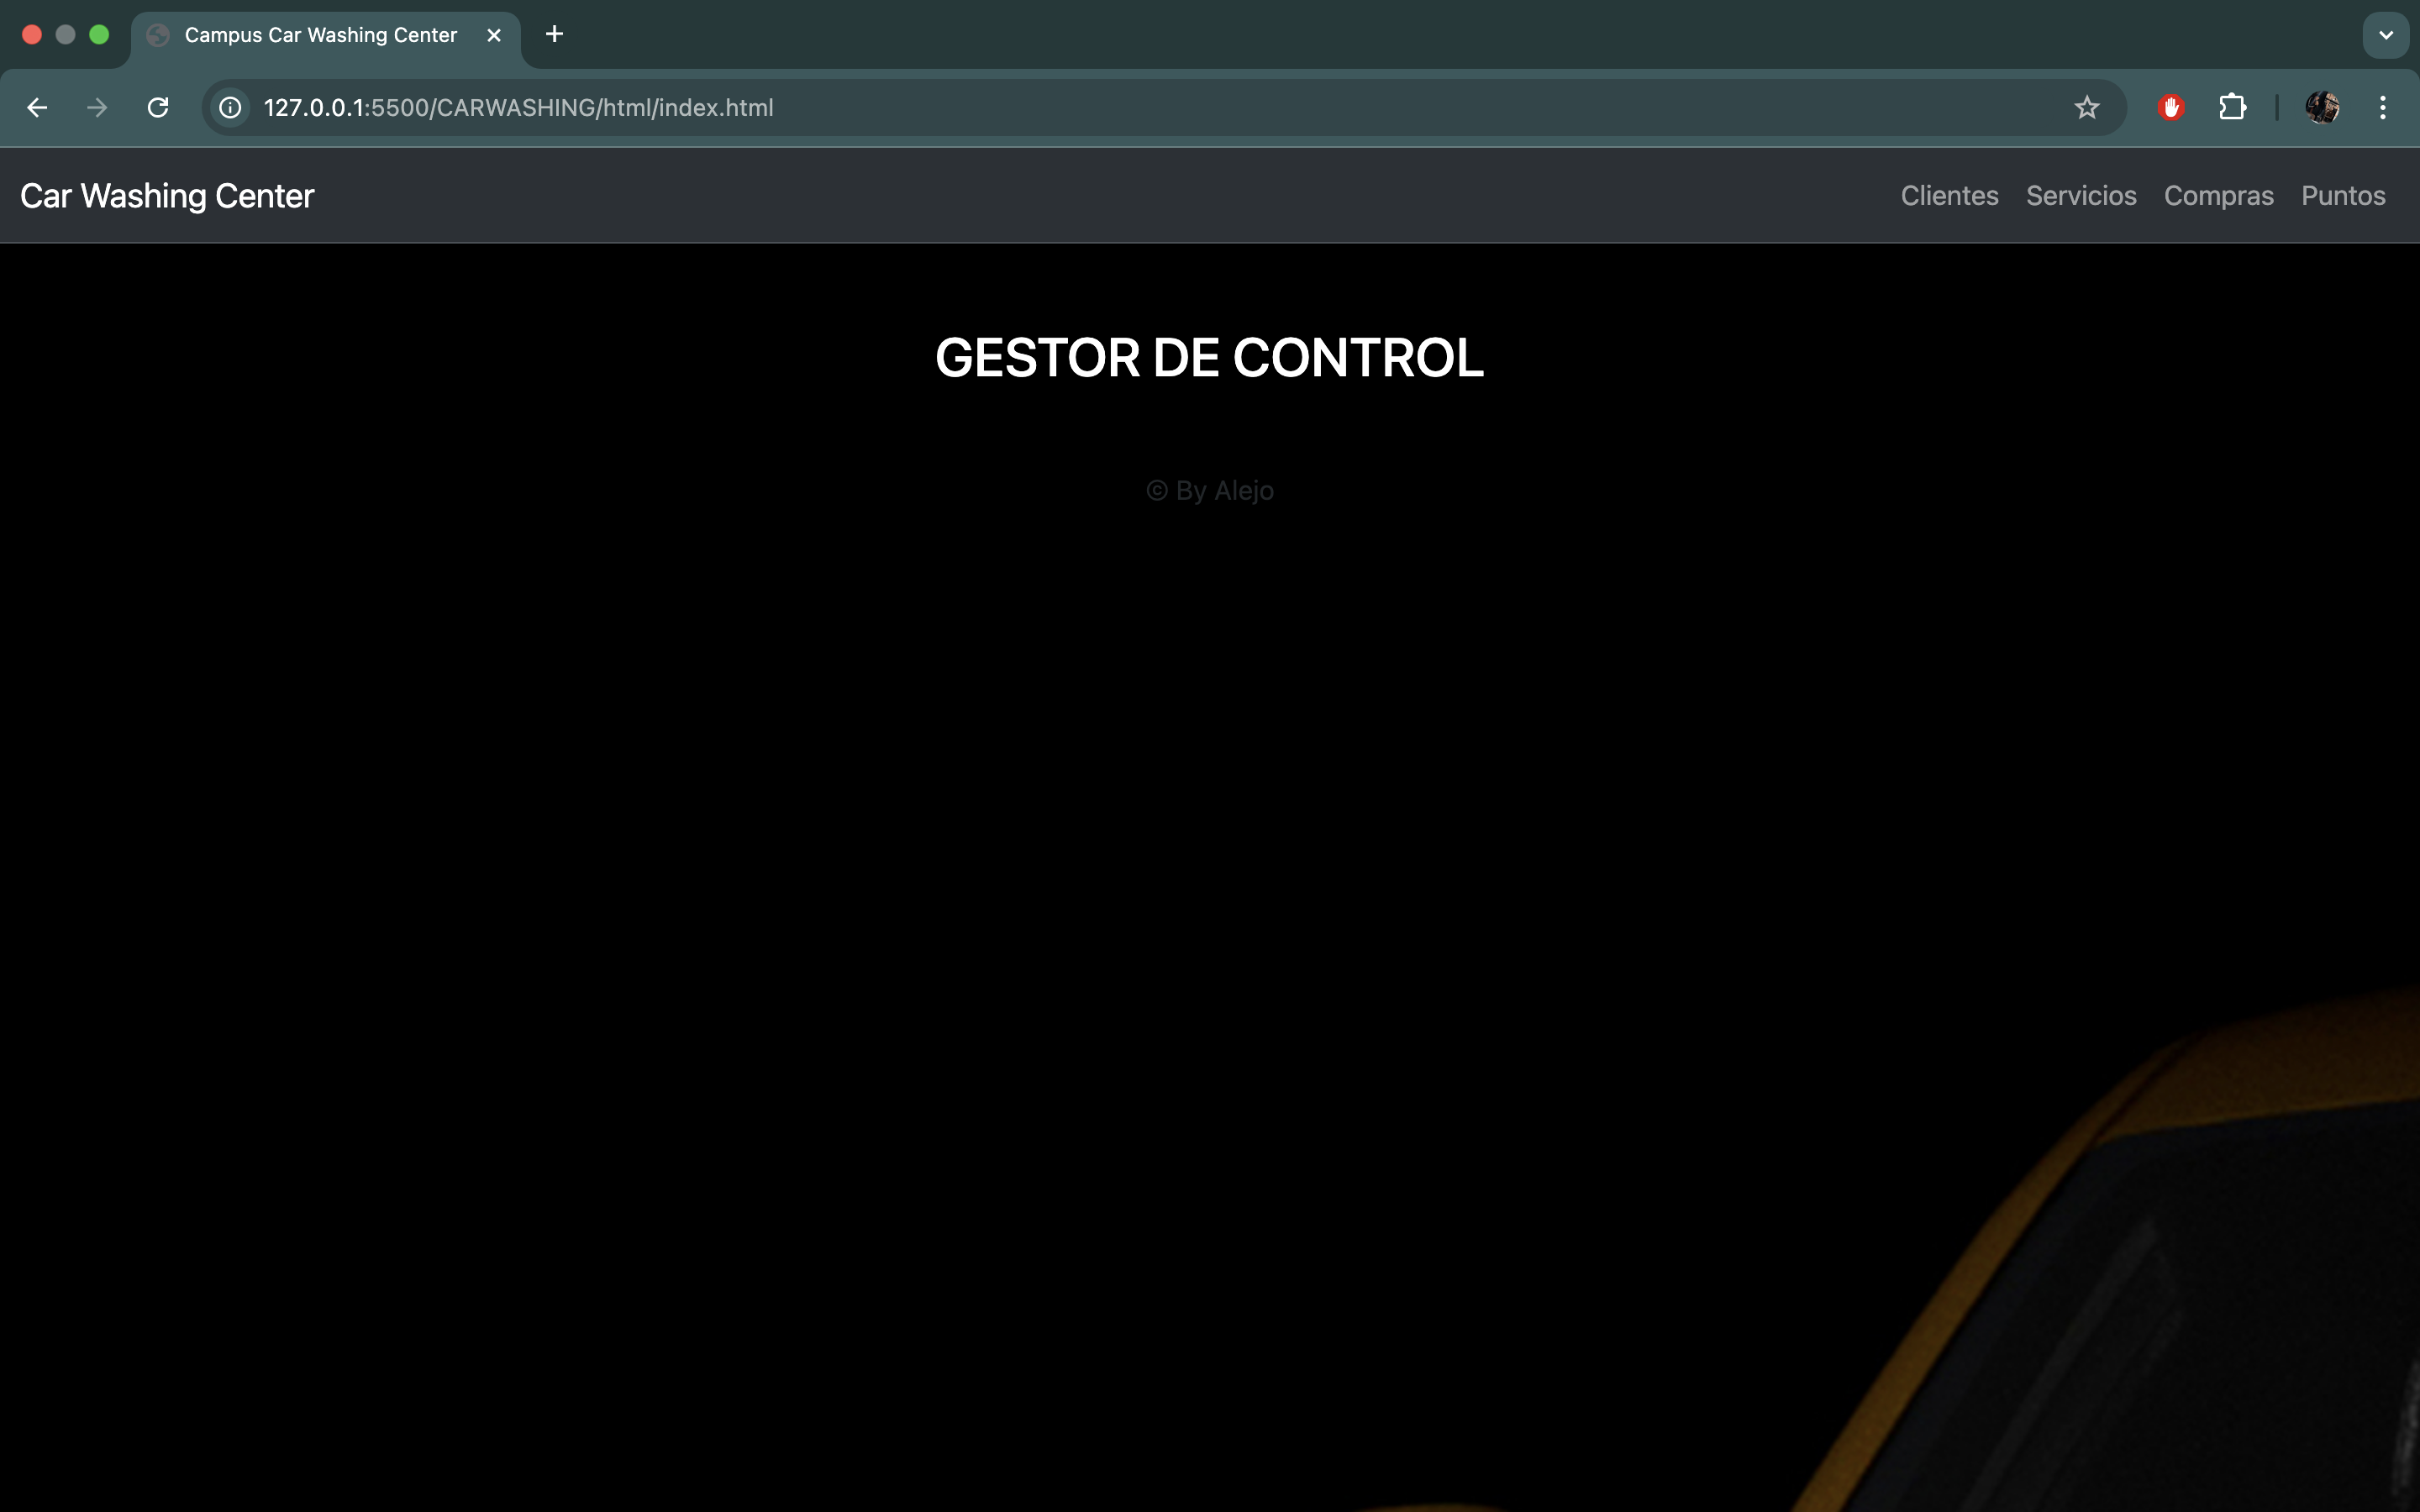 Campus Car Washing Center
127.0.0.1:5500/CARWASHING/html/index.html
Car Washing Center
Clientes Servicios Compras Puntos
GESTOR DE CONTROL
© By Alejo